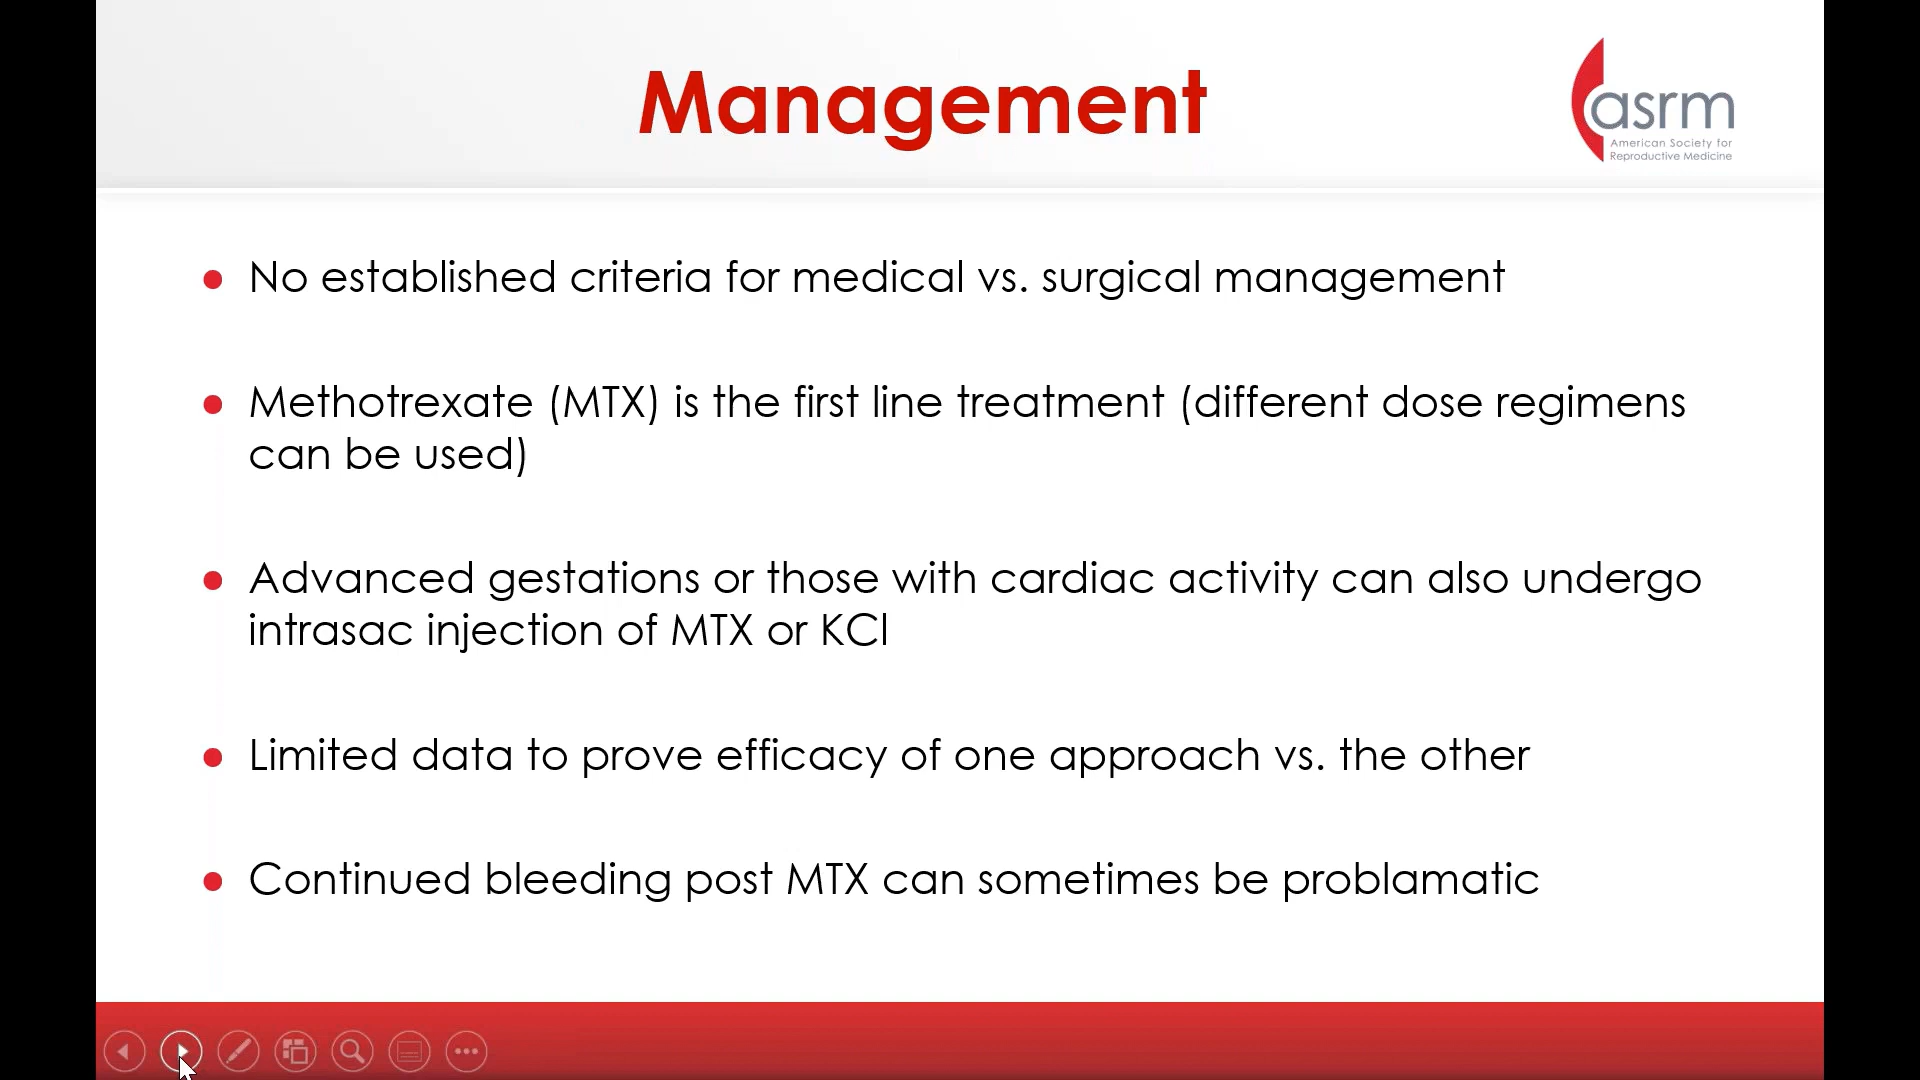 Management
asrm
American Society for
Reproductive Medicine
● No established criteria for medical vs. surgical management
● Methotrexate (MTX) is the first line treatment (different dose regimens
can be used)
● Advanced gestations or those with cardiac activity can also undergo
intrasac injection of MTX or KCl
● Limited data to prove efficacy of one approach vs. the other
● Continued bleeding post MTX can sometimes be problamatic